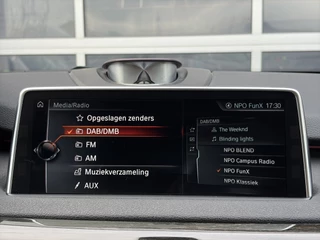 NPO FunX 17:30
Media/Radio
Opgeslagen zenders
DAB/DMB
FM
AM
Muziekverzameling
AUX
DAB/DMB
The Weeknd
Blinding lights
NPO BLEND
NPO Campus Radio
NPO FunX
NPO Klassiek